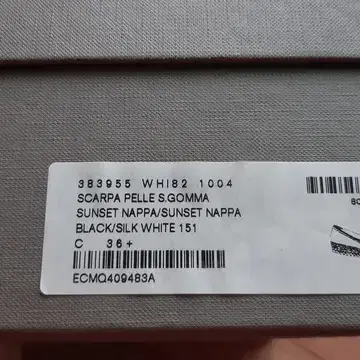 383955 WHI82 1004
SCARPA PELLE S.GOMMA
SUNSET NAPPA/SUNSET NAPPA
BLACK/SILK WHITE 151
C 36+
ECMQ409483A